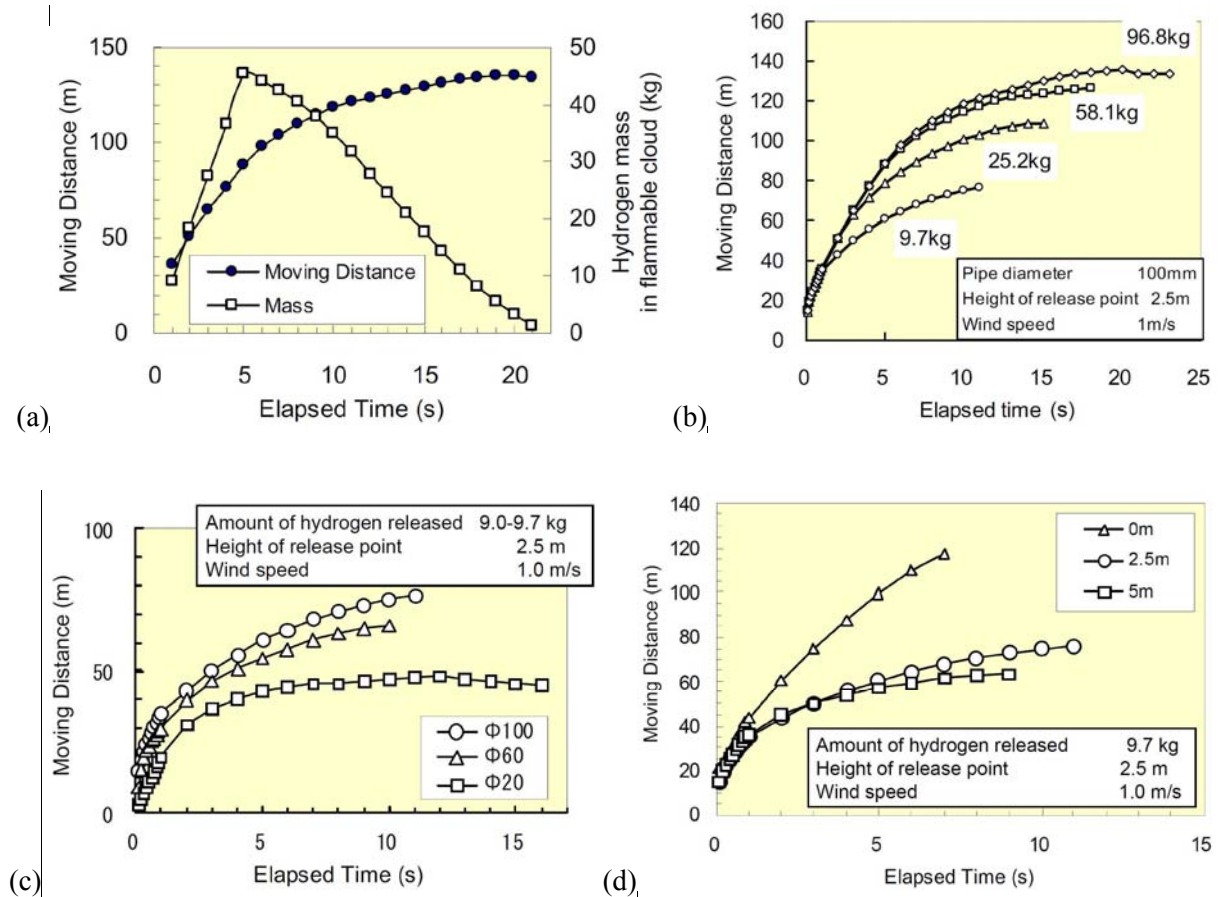 150
100
50
0
Moving Distance (m)
50
40
30
20
10
0
Hydrogen mass
in flammable cloud (kg)
Moving Distance
Mass
0 5 10 15 20
Elapsed Time (s)
(a)
160
140
120
100
80
60
40
20
0
Moving Distance (m)
96.8kg
58.1kg
25.2kg
9.7kg
Pipe diameter 100mm
Height of release point 2.5m
Wind speed 1m/s
0 5 10 15 20 25
Elapsed time (s)
(b)
100
50
0
Moving Distance (m)
Amount of hydrogen released 9.0-9.7 kg
Height of release point 2.5 m
Wind speed 1.0 m/s
Φ100
Φ60
Φ20
0 5 10 15
Elapsed Time (s)
(c)
140
120
100
80
60
40
20
0
Moving Distance (m)
0m
2.5m
5m
Amount of hydrogen released 9.7 kg
Height of release point 2.5 m
Wind speed 1.0 m/s
0 5 10 15
Elapsed Time (s)
(d)